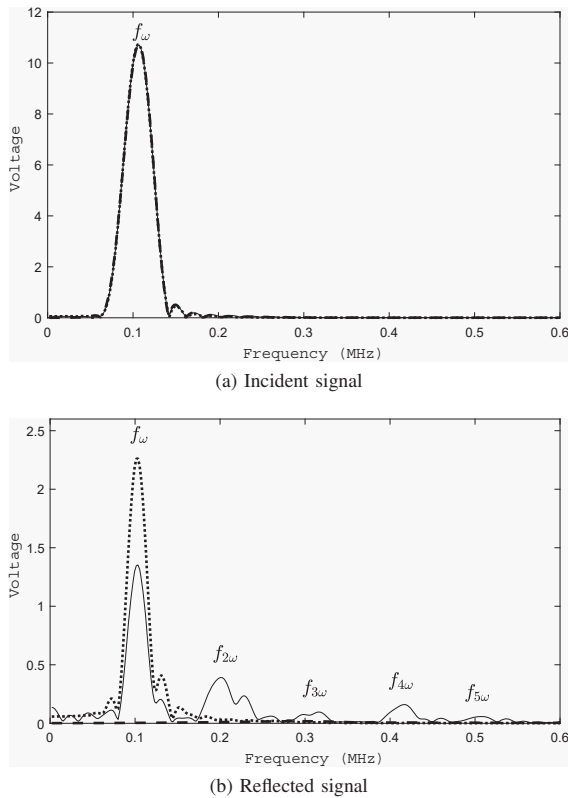 12
10
8
6
4
2
0
Voltage
f_ω
0 0.1 0.2 0.3 0.4 0.5 0.6
Frequency (MHz)
(a) Incident signal
2.5
2
1.5
1
0.5
0
Voltage
f_ω
f_2ω
f_3ω
f_4ω
f_5ω
0 0.1 0.2 0.3 0.4 0.5 0.6
Frequency (MHz)
(b) Reflected signal